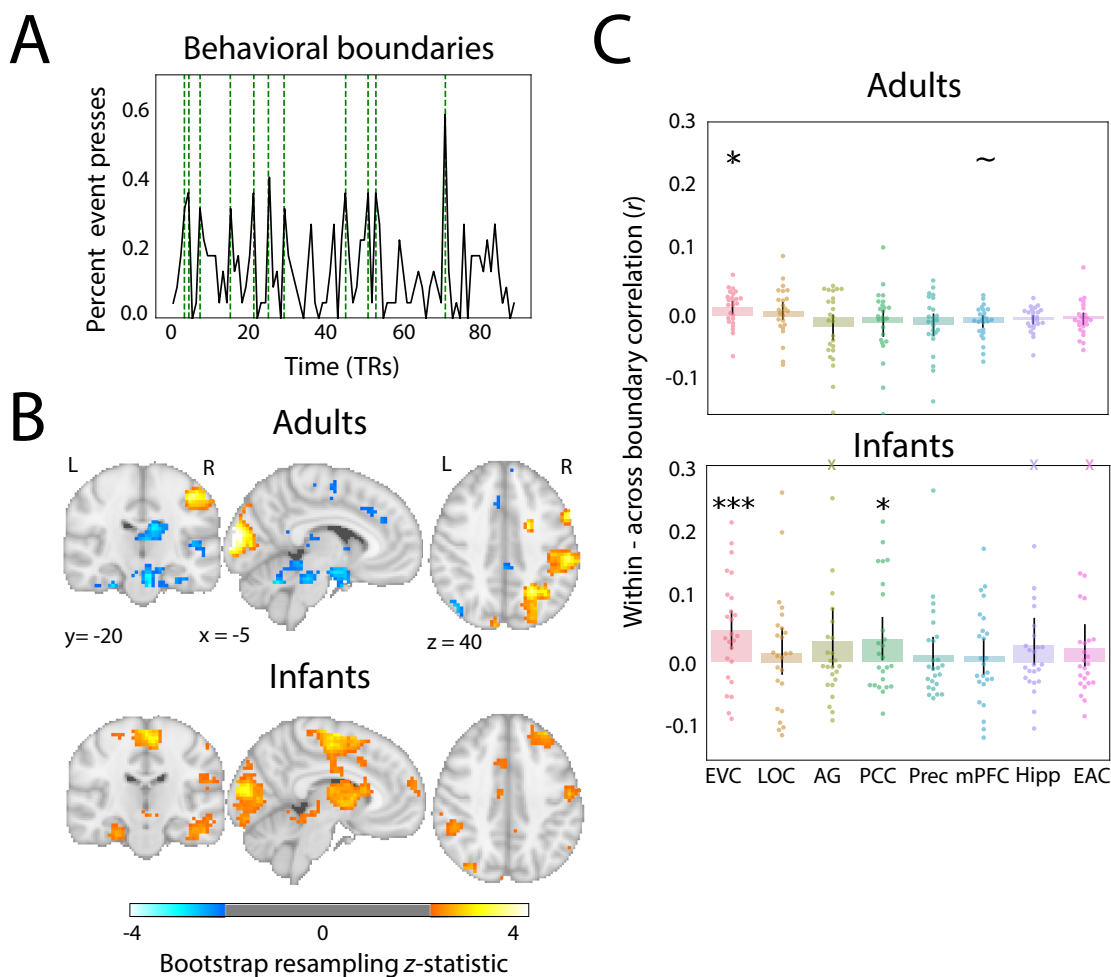 A
Behavioral boundaries
Percent event presses
0.6
0.4
0.2
0.0
0 20 40 60 80
Time (TRs)
B
Adults
L R L R
y= -20 x = -5 z = 40
Infants
-4 0 4
Bootstrap resampling z-statistic
C
Within - across boundary correlation (r)
Adults
0.3
0.2
0.1
0.0
-0.1
* ~
Infants
x x x
0.3
0.2
0.1
0.0
-0.1
*** *
EVC LOC AG PCC Prec mPFC Hipp EAC